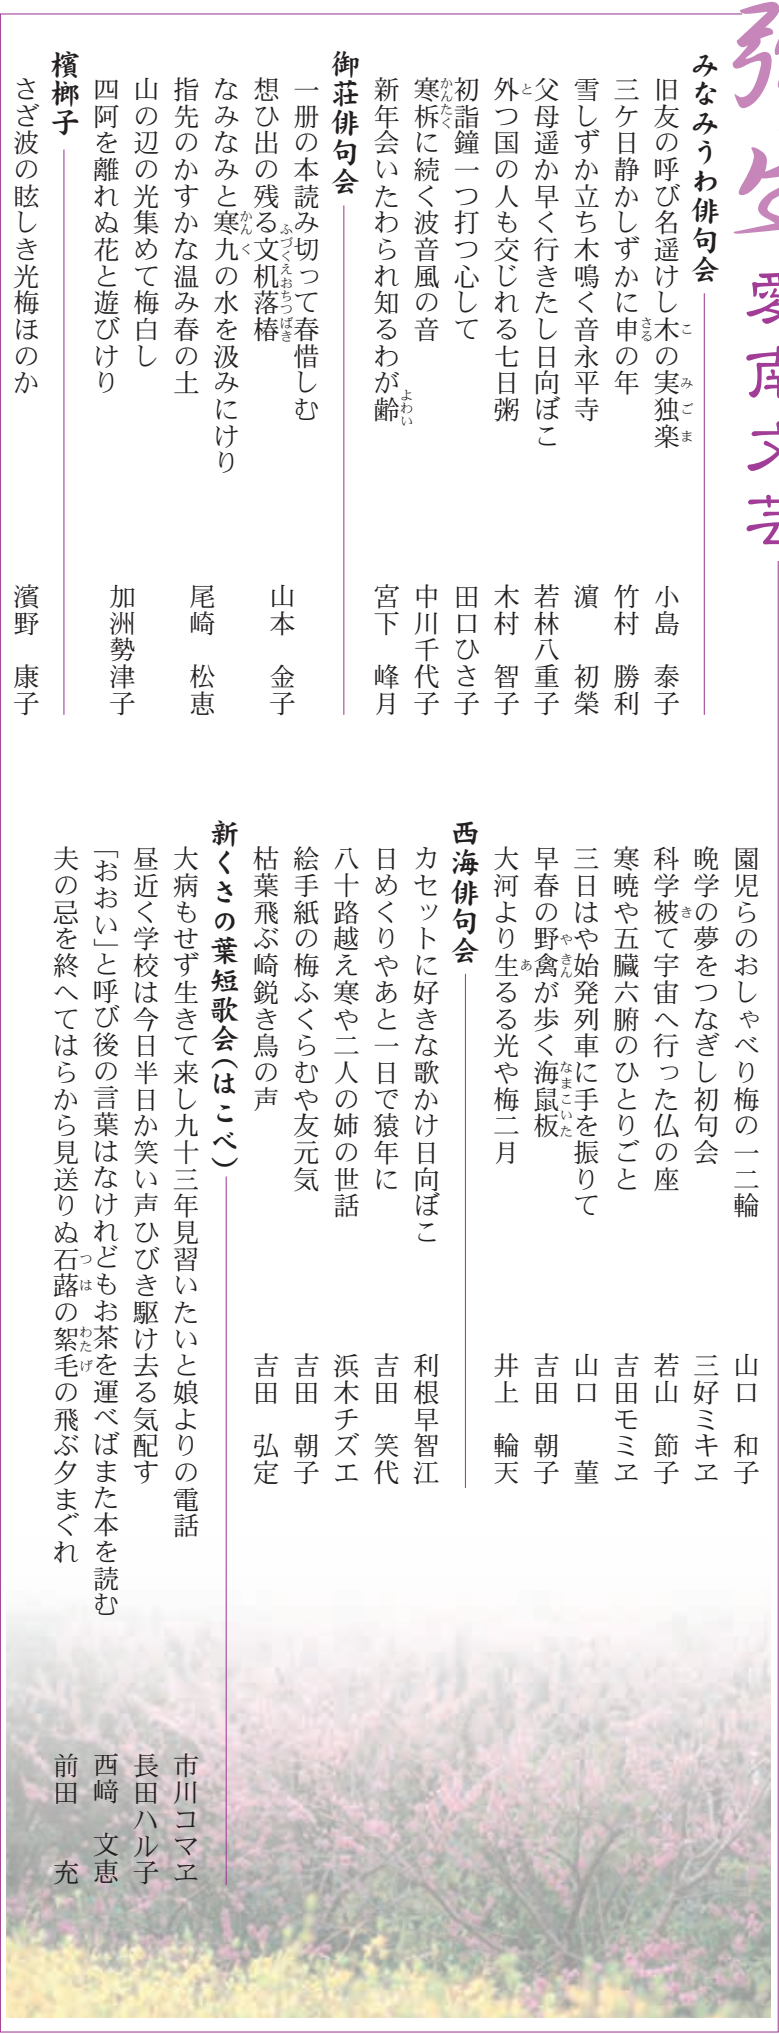 弥生 愛南文芸
みなみうわ俳句会
旧友の呼び名遥けし木の実独楽 小島 泰子
三ケ日静かしずかに申の年 竹村 勝利
雪しずか立ち木鳴く音永平寺 濵 初榮
父母遥か早く行きたし日向ぼこ 若林八重子
外つ国の人も交じれる七日粥 木村 智子
初詣鐘一つ打つ心して 田口ひさ子
寒柝に続く波音風の音 中川千代子
新年会いたわられ知るわが齢 宮下 峰月
御荘俳句会
一冊の本読み切って春惜しむ
想ひ出の残る文机落椿 山本 金子
なみなみと寒九の水を汲みにけり
指先のかすかな温み春の土 尾崎 松恵
山の辺の光集めて梅白し
四阿を離れぬ花と遊びけり 加洲勢津子
檳榔子
さざ波の眩しき光梅ほのか 濱野 康子
園児らのおしゃべり梅の一二輪 山口 和子
晩学の夢をつなぎし初句会 三好ミキヱ
科学被て宇宙へ行った仏の座 若山 節子
寒暁や五臓六腑のひとりごと 吉田モミヱ
三日はや始発列車に手を振りて 山口 菫
早春の野禽が歩く海鼠板 吉田 朝子
大河より生るる光や梅二月 井上 輪天
西海俳句会
カセットに好きな歌かけ日向ぼこ 利根早智江
日めくりやあと一日で猿年に 吉田 笑代
八十路越え寒や二人の姉の世話 浜木チズエ
絵手紙の梅ふくらむや友元気 吉田 朝子
枯葉飛ぶ崎鋭き鳥の声 吉田 弘定
新くさの葉短歌会(はこべ)
大病もせず生きて来し九十三年見習いたいと娘よりの電話 市川コマヱ
昼近く学校は今日半日か笑い声ひびき駆け去る気配す 長田ハル子
「おおい」と呼び後の言葉はなけれどもお茶を運べばまた本を読む 西﨑 文恵
夫の忌を終へてはらから見送りぬ石蕗の絮毛の飛ぶ夕まぐれ 前田 充